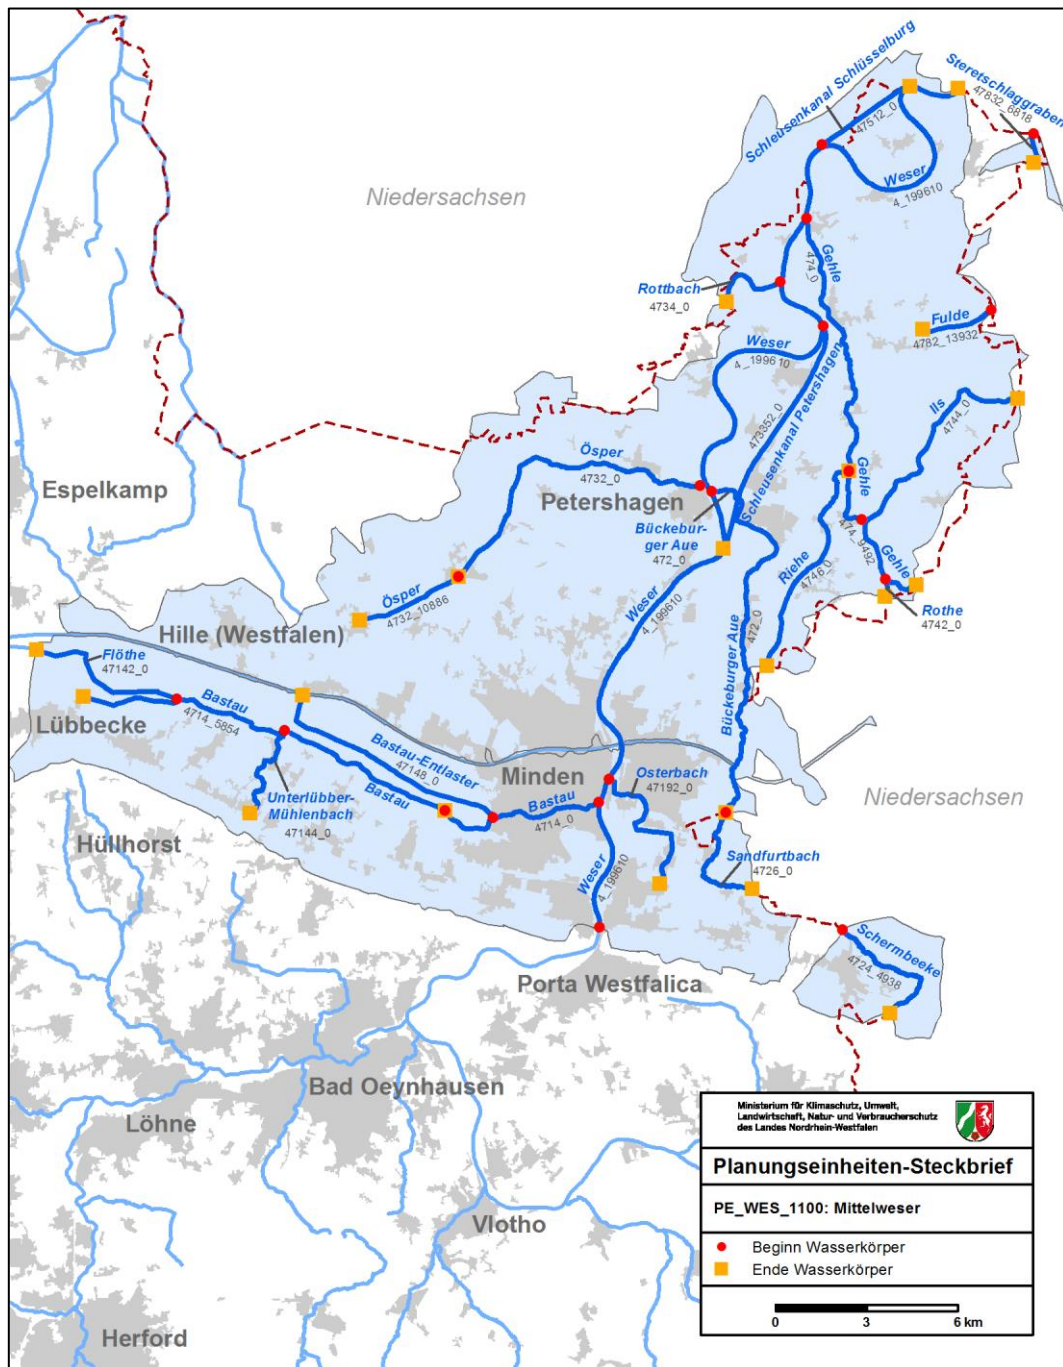 Schleusenkanal Schlüsselburg
47512_0
Steretschlaggraben
47832_6818
Niedersachsen
Weser
4_199610
Gehle
474_0
Rottbach
4734_0
Fulde
4782_13932
Weser
4_199610
Schleusenkanal Petershagen
473352_0
Ils
4744_0
Ösper
4732_0
Espelkamp
Petershagen
Gehle
474_9492
Bückebur-
ger Aue
472_0
Riehe
4746_0
Gehle
Ösper
4732_10886
Weser
4_199610
Rothe
4742_0
Hille (Westfalen)
Flöthe
47142_0
Bückeburger Aue
472_0
Lübbecke
Bastau
4714_5854
Bastau-Entlaster
47148_0
Minden
Osterbach
47192_0
Unterlübber-
Mühlenbach
47144_0
Bastau
Bastau
4714_0
Niedersachsen
Hüllhorst
Weser
4_199610
Sandfurtbach
4726_0
Schermbeeke
4724_4938
Porta Westfalica
Bad Oeynhausen
Löhne
Vlotho
Herford
Ministerium für Klimaschutz, Umwelt,
Landwirtschaft, Natur- und Verbraucherschutz
des Landes Nordrhein-Westfalen
Planungseinheiten-Steckbrief
PE_WES_1100: Mittelweser
Beginn Wasserkörper
Ende Wasserkörper
0 3 6 km